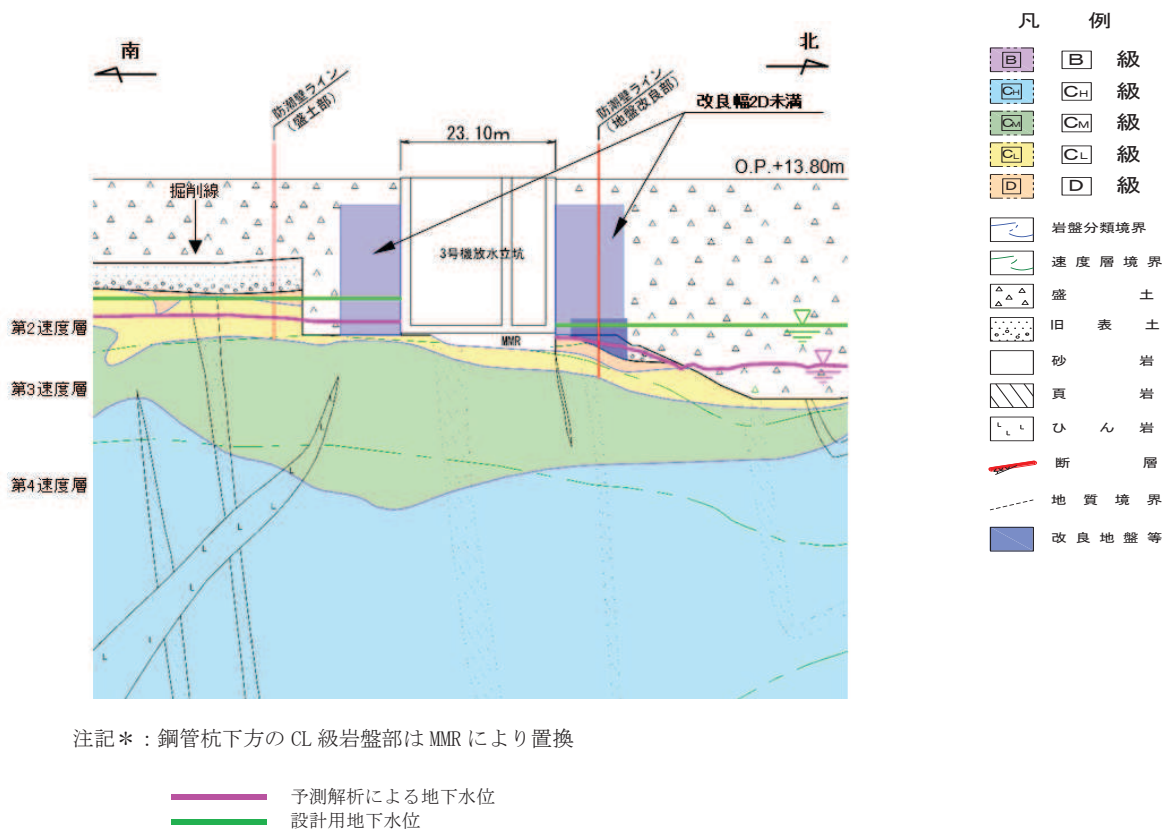 南
北
防潮壁ライン
(盛土部)
防潮壁ライン
(地盤改良部)
改良幅2D未満
23.10m
O.P.+13.80m
掘削線
3号機放水立坑
MMR
第2速度層
第3速度層
第4速度層
L
L
L
L
L
L
凡 例
B B 級
CH CH 級
CM CM 級
CL CL 級
D D 級
岩盤分類境界
速度層境界
盛土
旧表土
砂岩
頁岩
ひん岩
断層
地質境界
改良地盤等
注記*:鋼管杭下方の CL 級岩盤部は MMR により置換
予測解析による地下水位
設計用地下水位